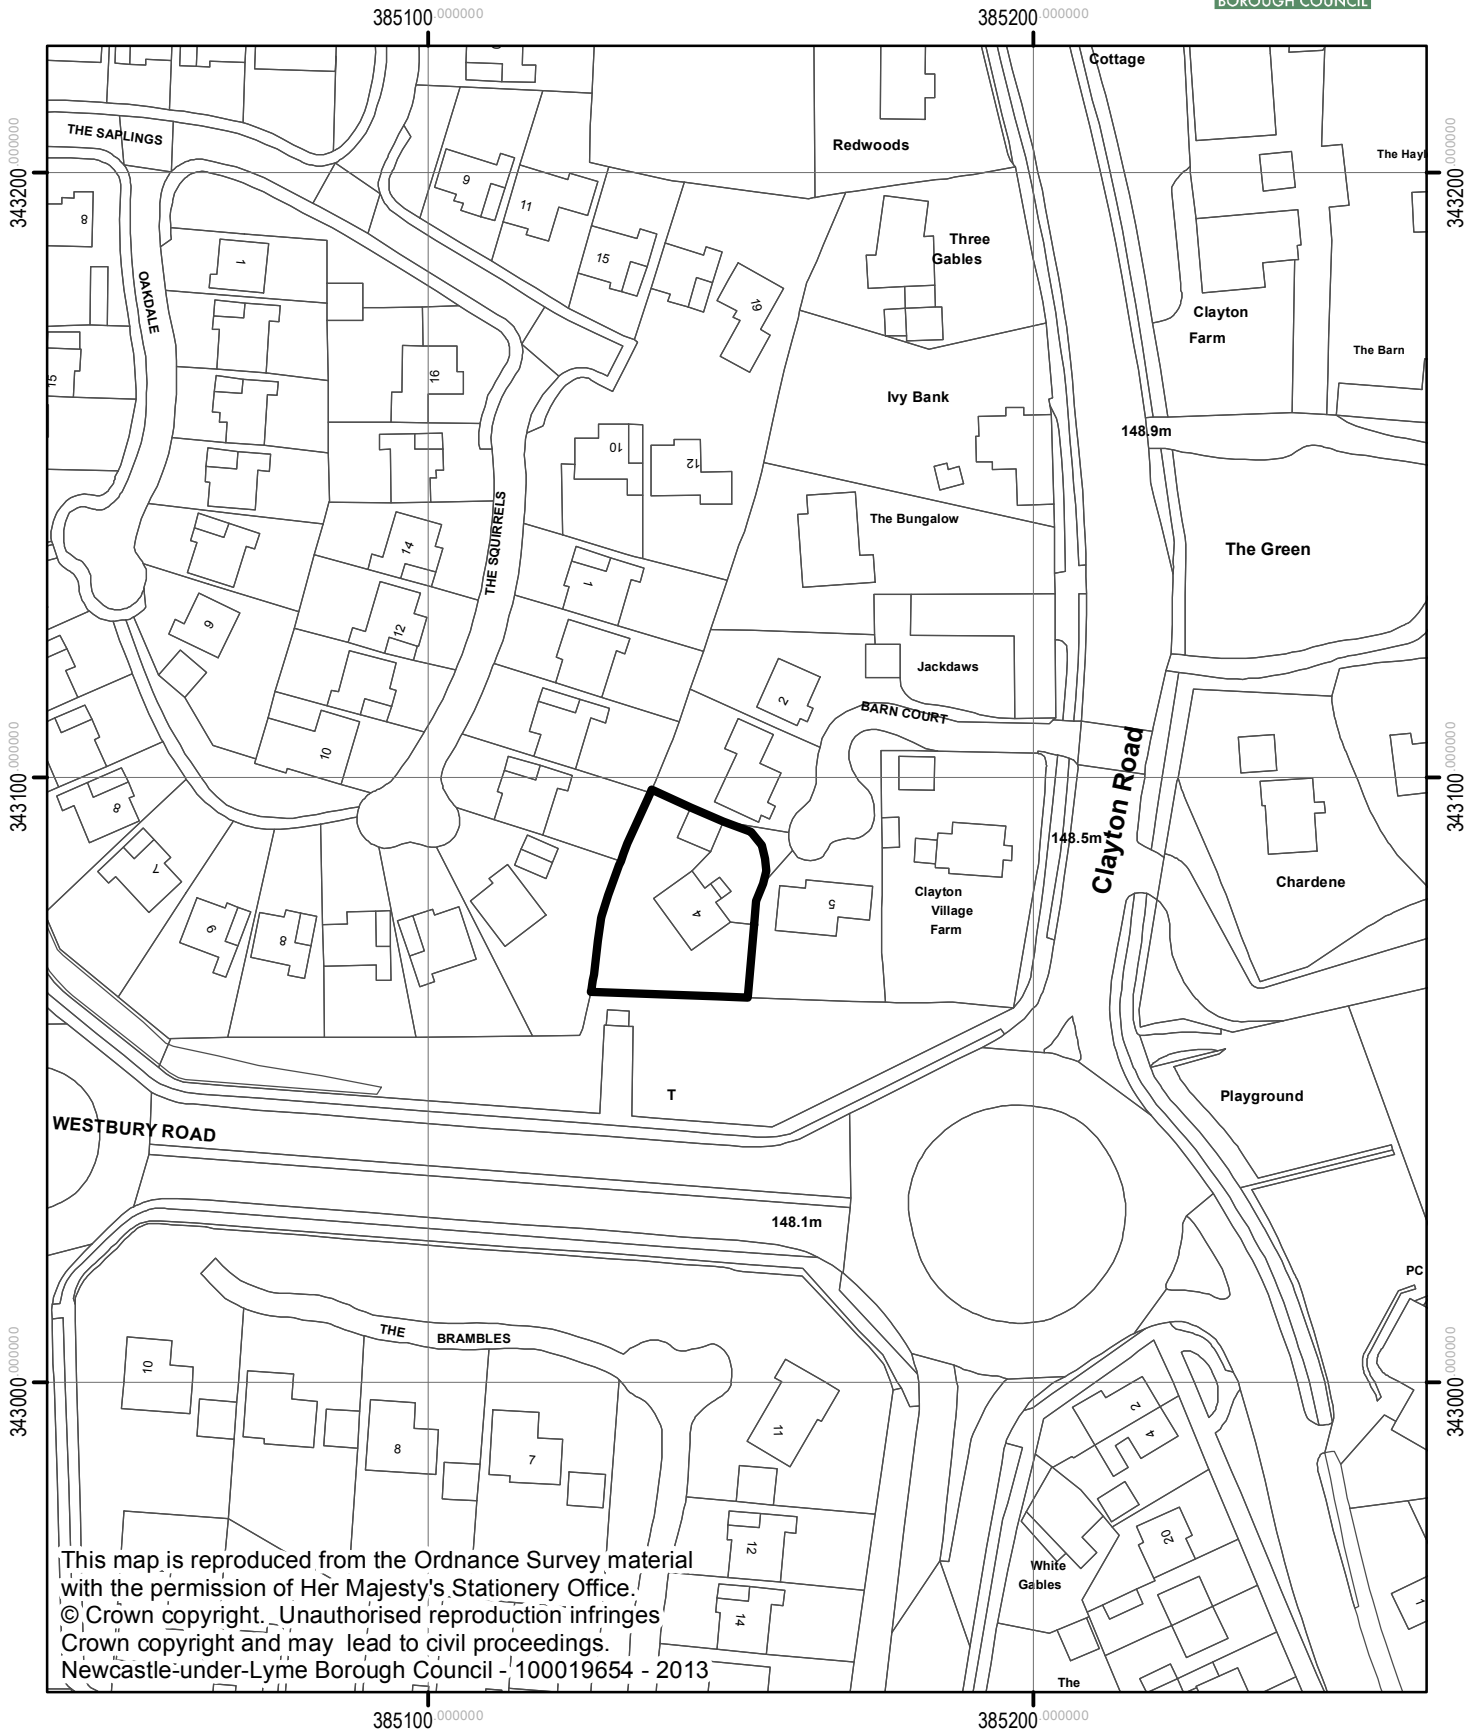 BOROUGH COUNCIL
385100.000000
385200.000000
Cottage
THE SAPLINGS
Redwoods
343200.000000
343200.000000
9
11
8
Three
Gables
15
1
OAKDALE
19
Clayton
Farm
The Barn
15
16
Ivy Bank
148.9m
10
12
The Bungalow
THE SQUIRRELS
The Green
14
1
9
12
Jackdaws
2
BARN COURT
10
Clayton Road
343100.000000
343100.000000
8
148.5m
7
Chardene
Clayton
Village
Farm
5
4
9
8
T
Playground
WESTBURY ROAD
148.1m
PC
THE BRAMBLES
343000.000000
343000.000000
10
2
4
11
8
7
20
12
White
Gables
14
1
This map is reproduced from the Ordnance Survey material
with the permission of Her Majesty's Stationery Office.
© Crown copyright. Unauthorised reproduction infringes
Crown copyright and may lead to civil proceedings.
Newcastle-under-Lyme Borough Council - 100019654 - 2013
The
385100.000000
385200.000000